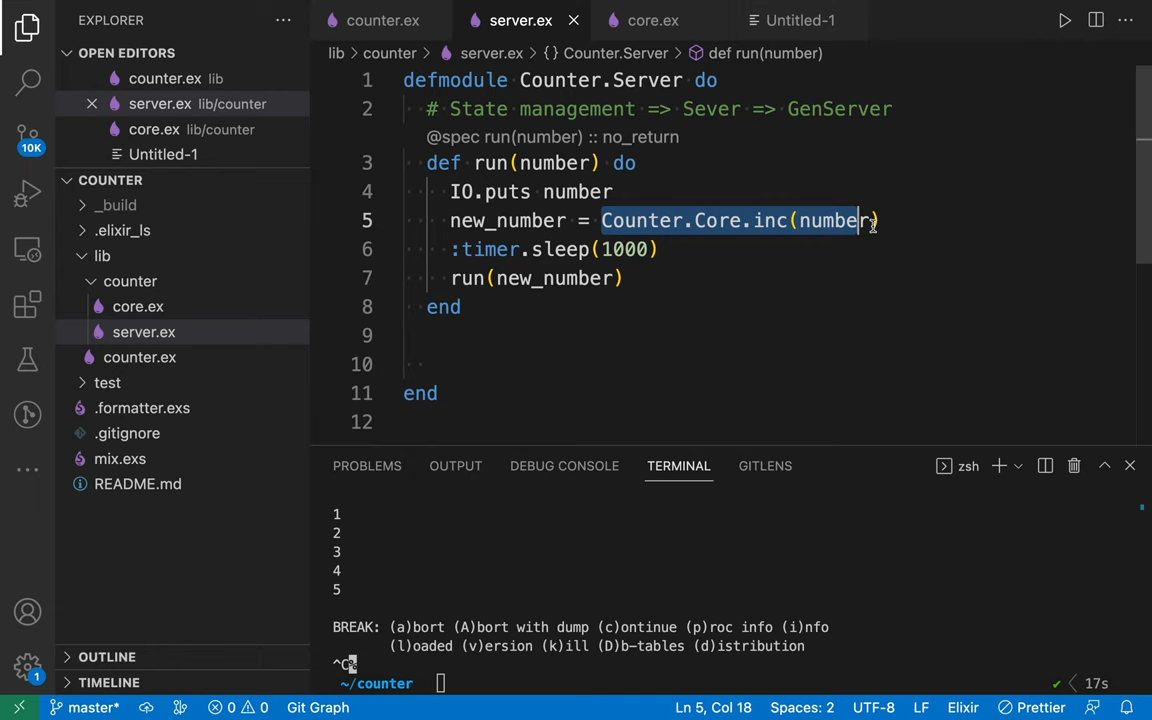 EXPLORER
OPEN EDITORS
counter.ex lib
server.ex lib/counter
core.ex lib/counter
Untitled-1
COUNTER
_build
.elixir_ls
lib
counter
core.ex
server.ex
counter.ex
test
.formatter.exs
.gitignore
mix.exs
README.md
OUTLINE
TIMELINE
10K
1
counter.ex
server.ex
core.ex
Untitled-1
lib
counter
server.ex
{ } Counter.Server
def run(number)
1 defmodule Counter.Server do
2 # State management => Sever => GenServer
@spec run(number) :: no_return
3 def run(number) do
4 IO.puts number
5 new_number = Counter.Core.inc(number)
6 :timer.sleep(1000)
7 run(new_number)
8 end
9
10
11 end
12
PROBLEMS OUTPUT DEBUG CONSOLE TERMINAL GITLENS
zsh
1
2
3
4
5
BREAK: (a)bort (A)bort with dump (c)ontinue (p)roc info (i)nfo
(l)oaded (v)ersion (k)ill (D)b-tables (d)istribution
^C%
~/counter
17s
master*
0
0
Git Graph
Ln 5, Col 18
Spaces: 2
UTF-8
LF
Elixir
Prettier